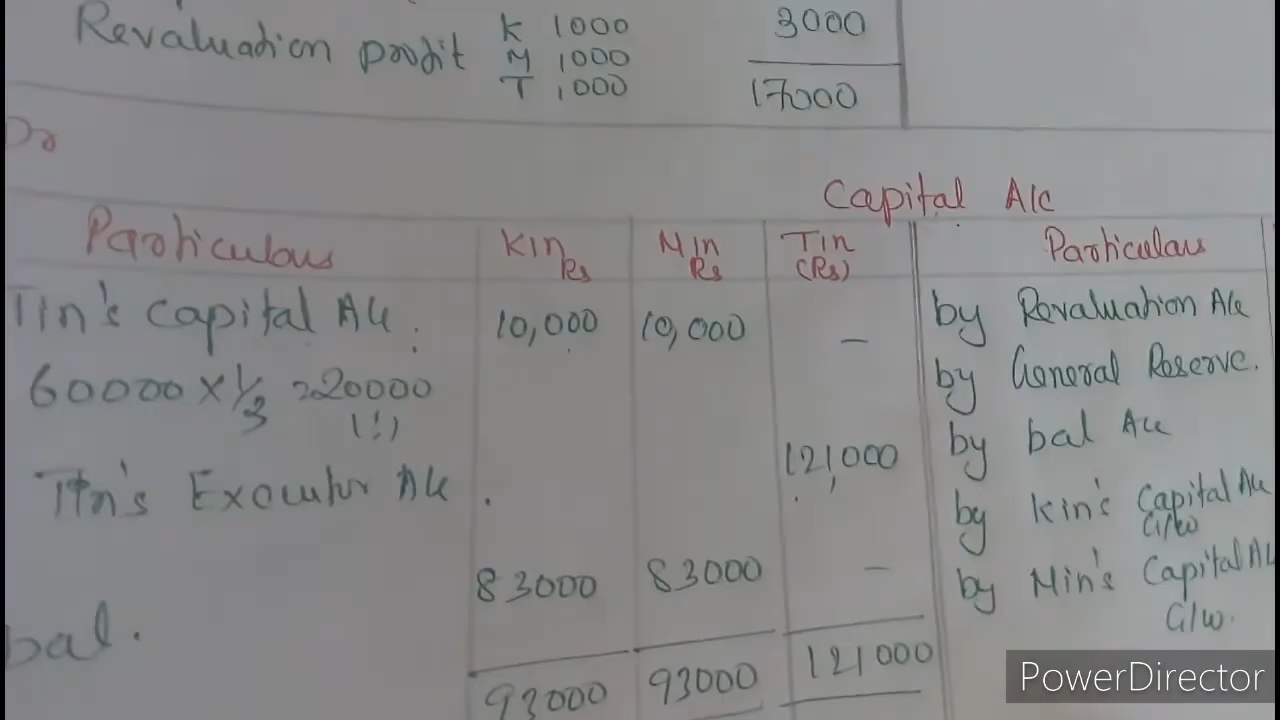 Revaluation profit K 1000 3000
M 1000
T 1000 17000
Dr
Capital A/c
Particulars Kin Rs Min Rs Tin (Rs) Particulars
Tin's Capital A/c 10,000 10,000 – by Revaluation A/c
60000 x 1/3 = 20000 by General Reserve.
(1:1)
121,000 by bal A/c
Tin's Executor A/c by Kin's Capital A/c
G/w
83000 83000 – by Min's Capital A/c
G/w.
bal.
93000 93000 121000
PowerDirector